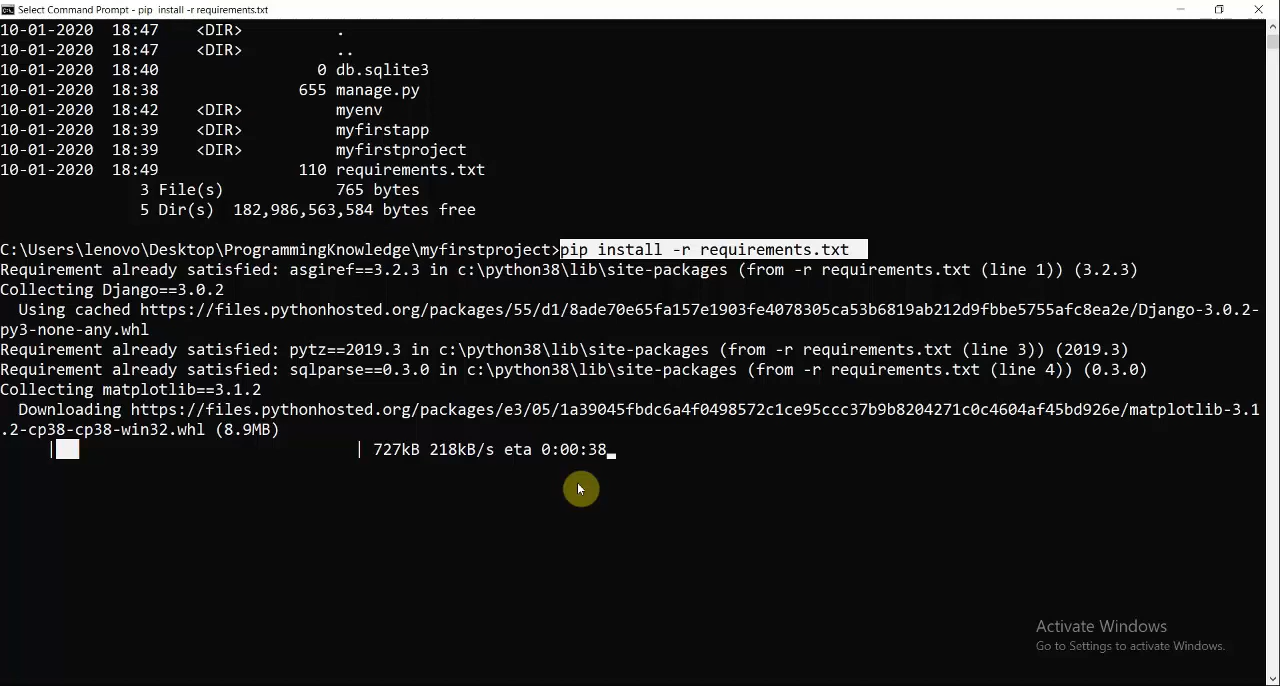 Select Command Prompt - pip  install -r requirements.txt
10-01-2020  18:47    <DIR>          .
10-01-2020  18:47    <DIR>          ..
10-01-2020  18:40                 0 db.sqlite3
10-01-2020  18:38               655 manage.py
10-01-2020  18:42    <DIR>          myenv
10-01-2020  18:39    <DIR>          myfirstapp
10-01-2020  18:39    <DIR>          myfirstproject
10-01-2020  18:49               110 requirements.txt
               3 File(s)            765 bytes
               5 Dir(s)  182,986,563,584 bytes free
C:\Users\lenovo\Desktop\ProgrammingKnowledge\myfirstproject>pip install -r requirements.txt
Requirement already satisfied: asgiref==3.2.3 in c:\python38\lib\site-packages (from -r requirements.txt (line 1)) (3.2.3)
Collecting Django==3.0.2
  Using cached https://files.pythonhosted.org/packages/55/d1/8ade70e65fa157e1903fe4078305ca53b6819ab212d9fbbe5755afc8ea2e/Django-3.0.2-
py3-none-any.whl
Requirement already satisfied: pytz==2019.3 in c:\python38\lib\site-packages (from -r requirements.txt (line 3)) (2019.3)
Requirement already satisfied: sqlparse==0.3.0 in c:\python38\lib\site-packages (from -r requirements.txt (line 4)) (0.3.0)
Collecting matplotlib==3.1.2
  Downloading https://files.pythonhosted.org/packages/e3/05/1a39045fbdc6a4f0498572c1ce95ccc37b9b8204271c0c4604af45bd926e/matplotlib-3.1
.2-cp38-cp38-win32.whl (8.9MB)
     |██                              | 727kB 218kB/s eta 0:00:38
Activate Windows
Go to Settings to activate Windows.